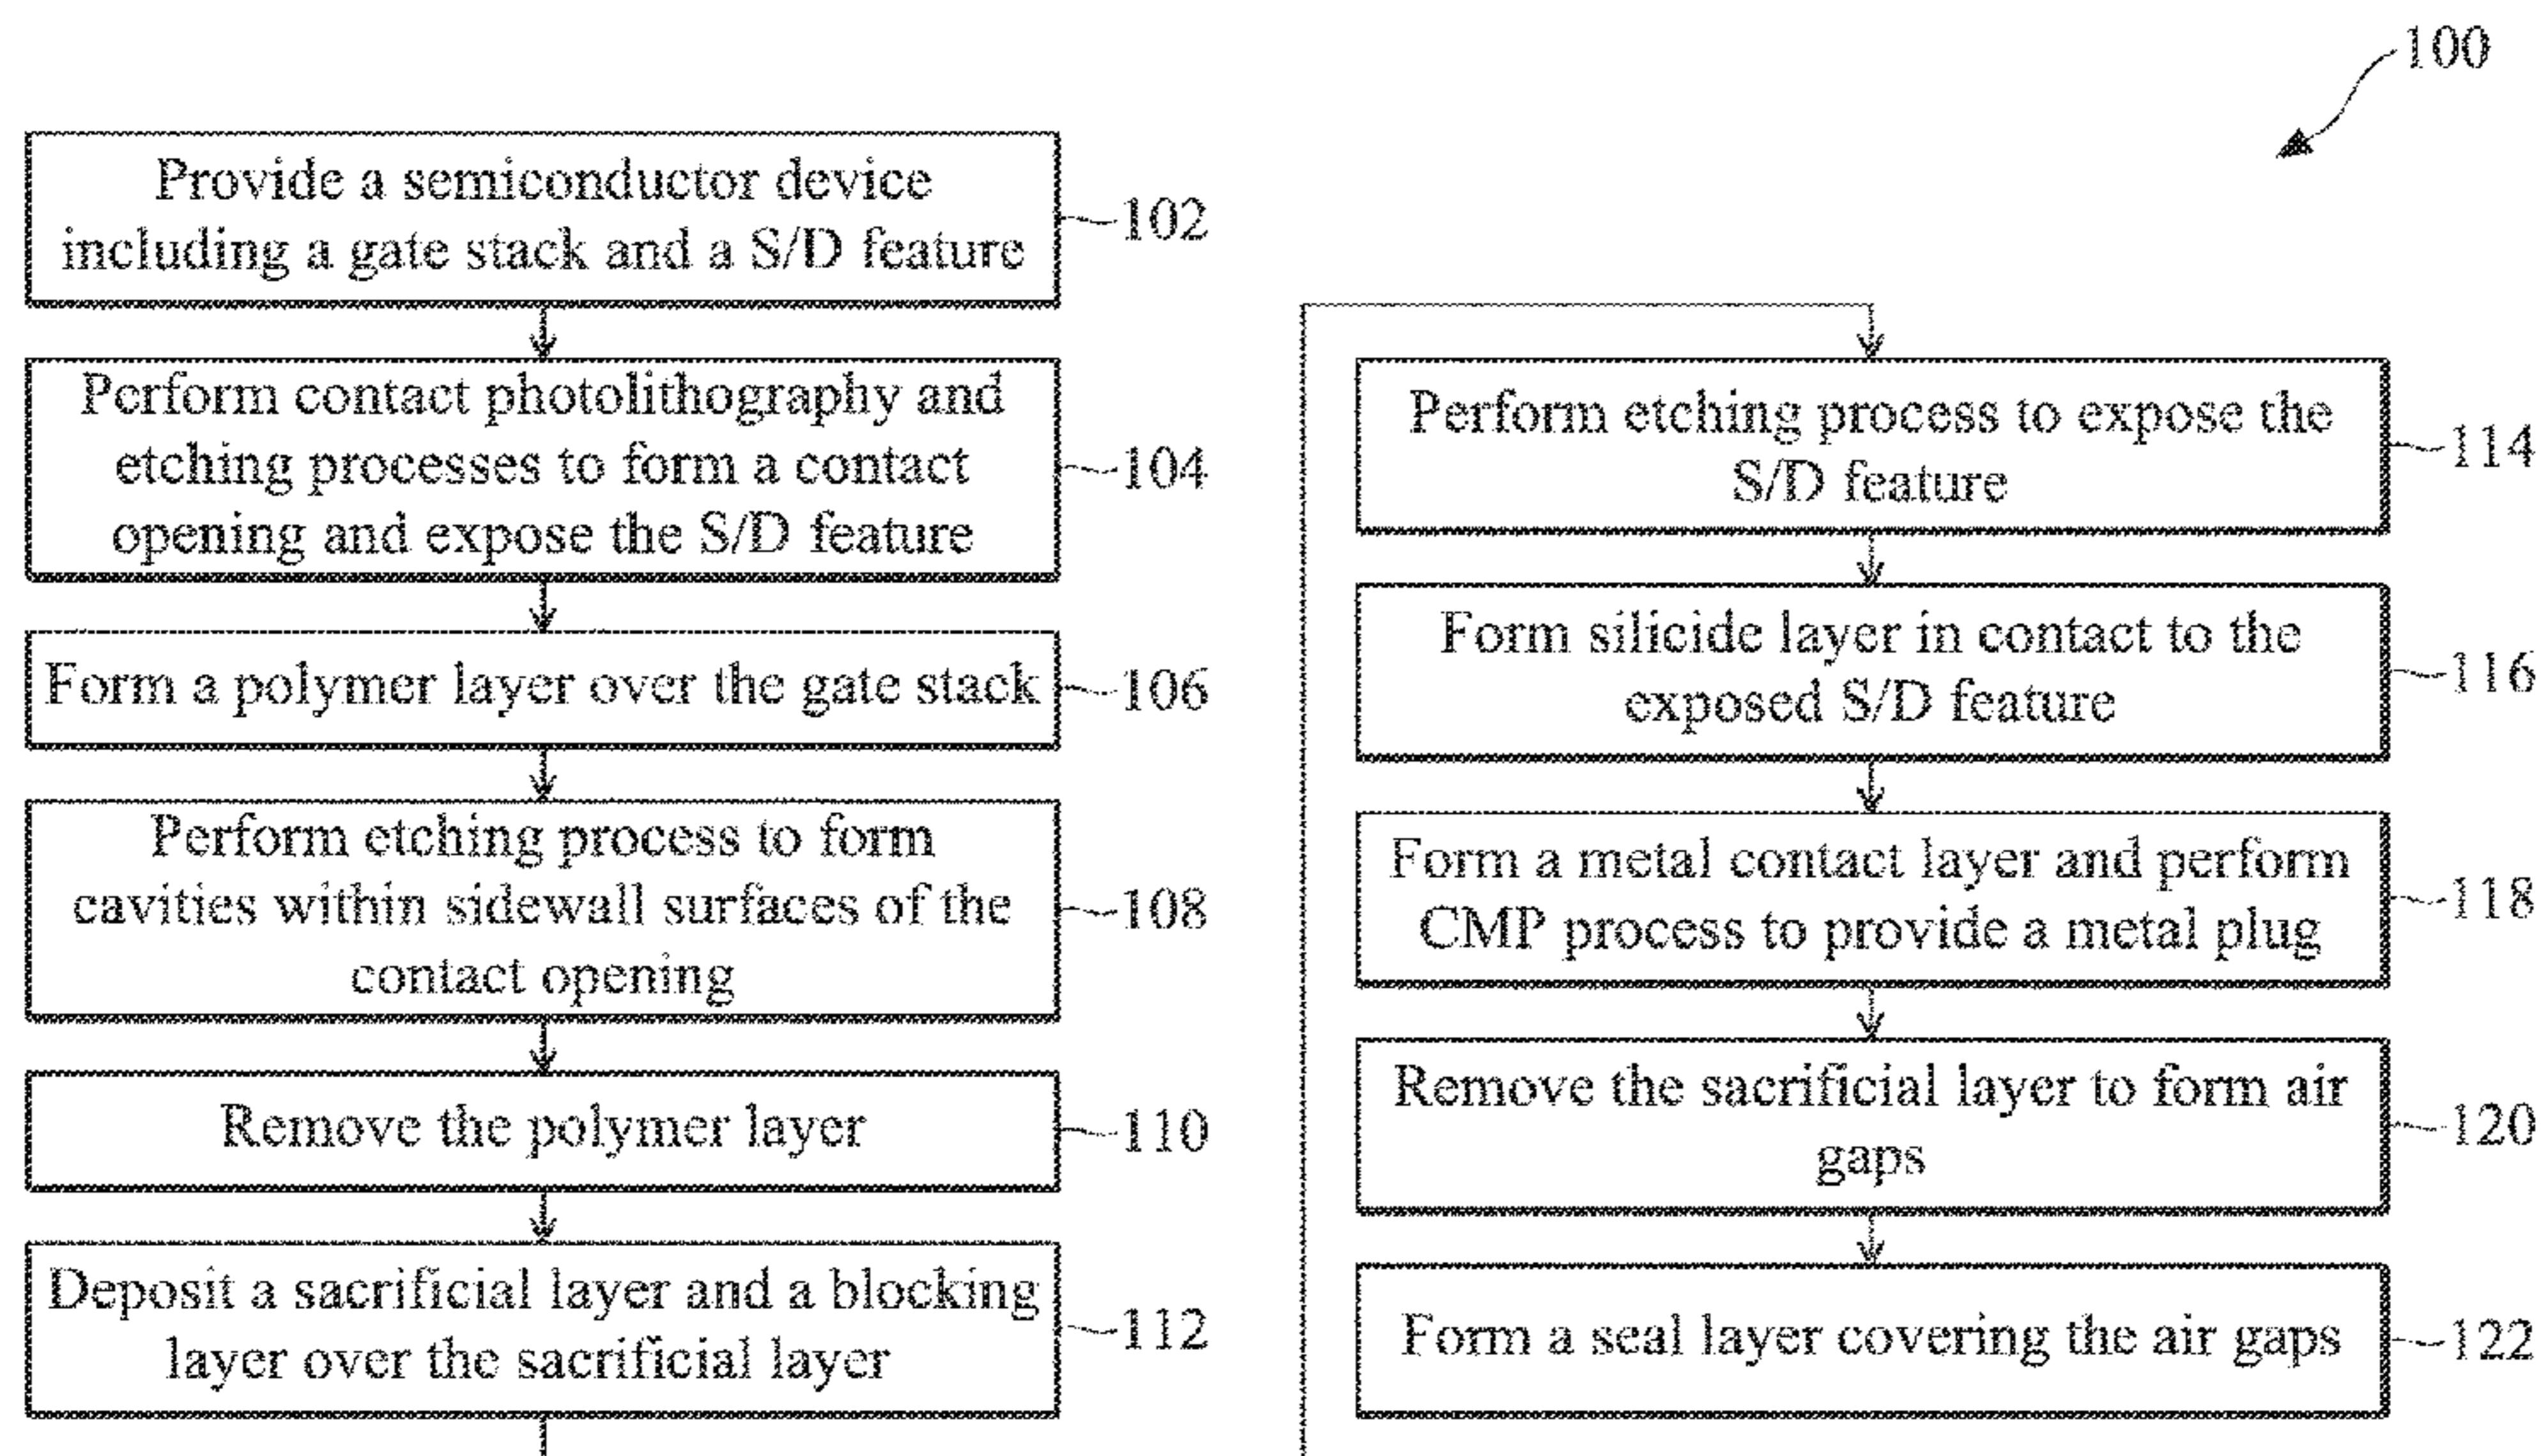 100
Provide a semiconductor device
including a gate stack and a S/D feature
102
Perform contact photolithography and
etching processes to form a contact
opening and expose the S/D feature
104
Form a polymer layer over the gate stack
106
Perform etching process to form
cavities within sidewall surfaces of the
contact opening
108
Remove the polymer layer
110
Deposit a sacrificial layer and a blocking
layer over the sacrificial layer
112
Perform etching process to expose the
S/D feature
114
Form silicide layer in contact to the
exposed S/D feature
116
Form a metal contact layer and perform
CMP process to provide a metal plug
118
Remove the sacrificial layer to form air
gaps
120
Form a seal layer covering the air gaps
122